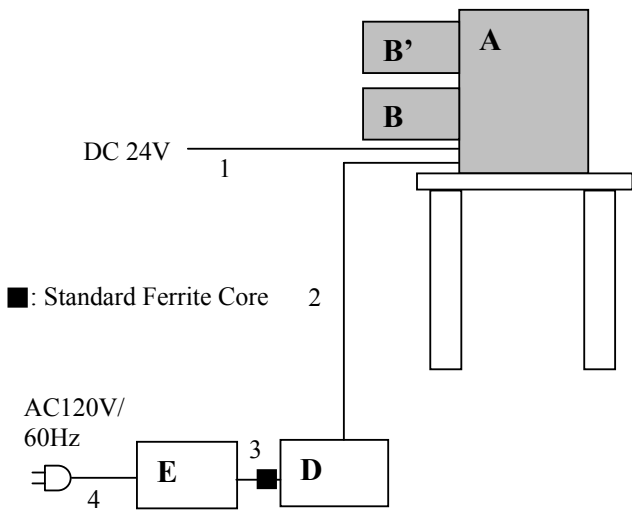 B’
A
B
DC 24V
1
■: Standard Ferrite Core
2
AC120V/
60Hz
3
E
D
4